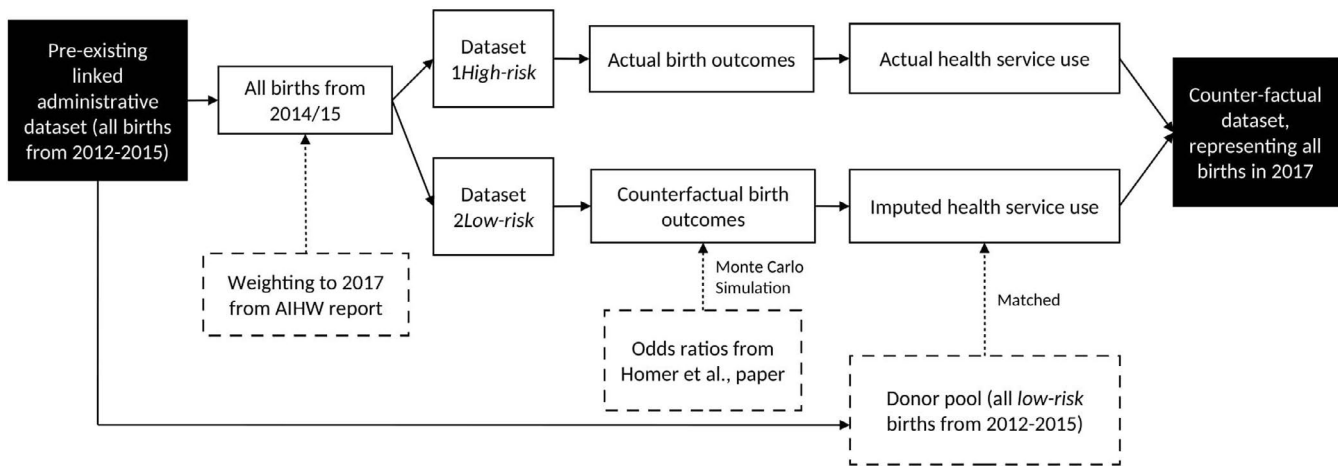 Pre-existing
linked
administrative
dataset (all births
from 2012-2015)
All births from
2014/15
Dataset
1High-risk
Actual birth outcomes
Actual health service use
Counter-factual
dataset,
representing all
births in 2017
Dataset
2Low-risk
Counterfactual birth
outcomes
Imputed health service use
Weighting to 2017
from AIHW report
Monte Carlo
Simulation
Matched
Odds ratios from
Homer et al., paper
Donor pool (all low-risk
births from 2012-2015)